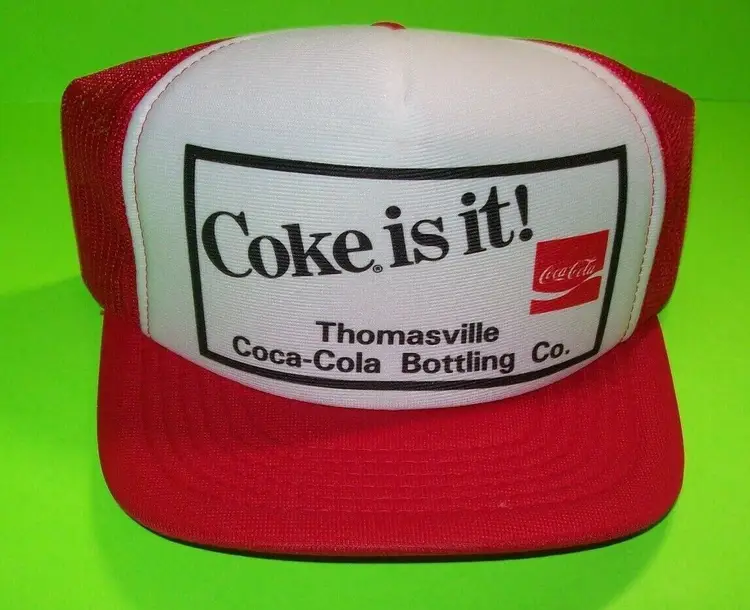 Coke® is it!
Coca-Cola
Thomasville
Coca-Cola Bottling Co.